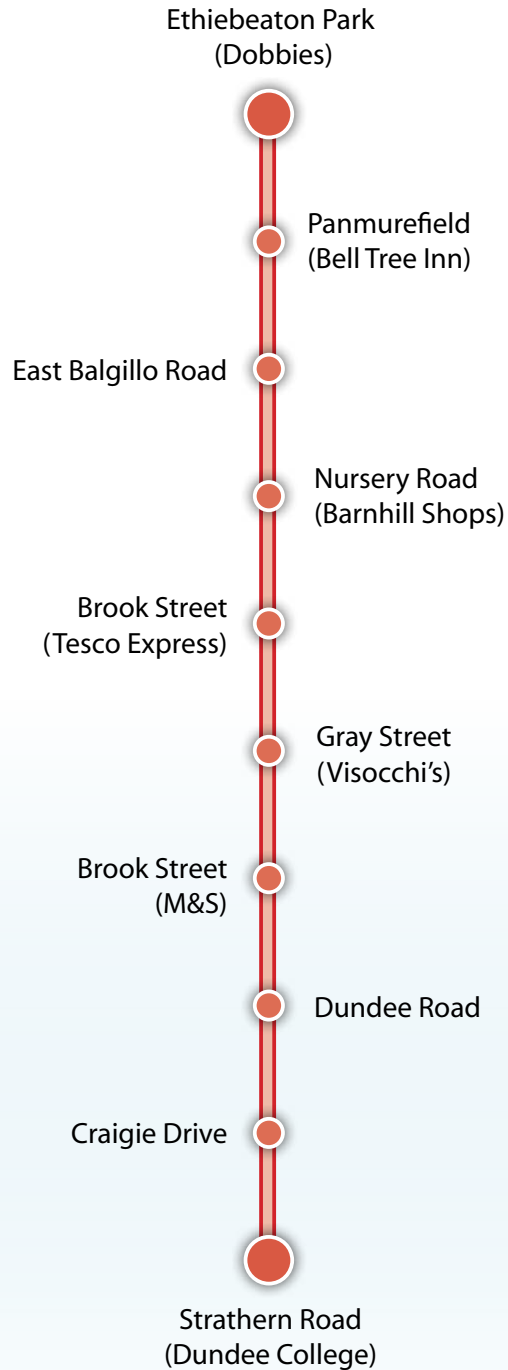 Ethiebeaton Park
(Dobbies)
Panmurefield
(Bell Tree Inn)
East Balgillo Road
Nursery Road
(Barnhill Shops)
Brook Street
(Tesco Express)
Gray Street
(Visocchi’s)
Brook Street
(M&S)
Dundee Road
Craigie Drive
Strathern Road
(Dundee College)